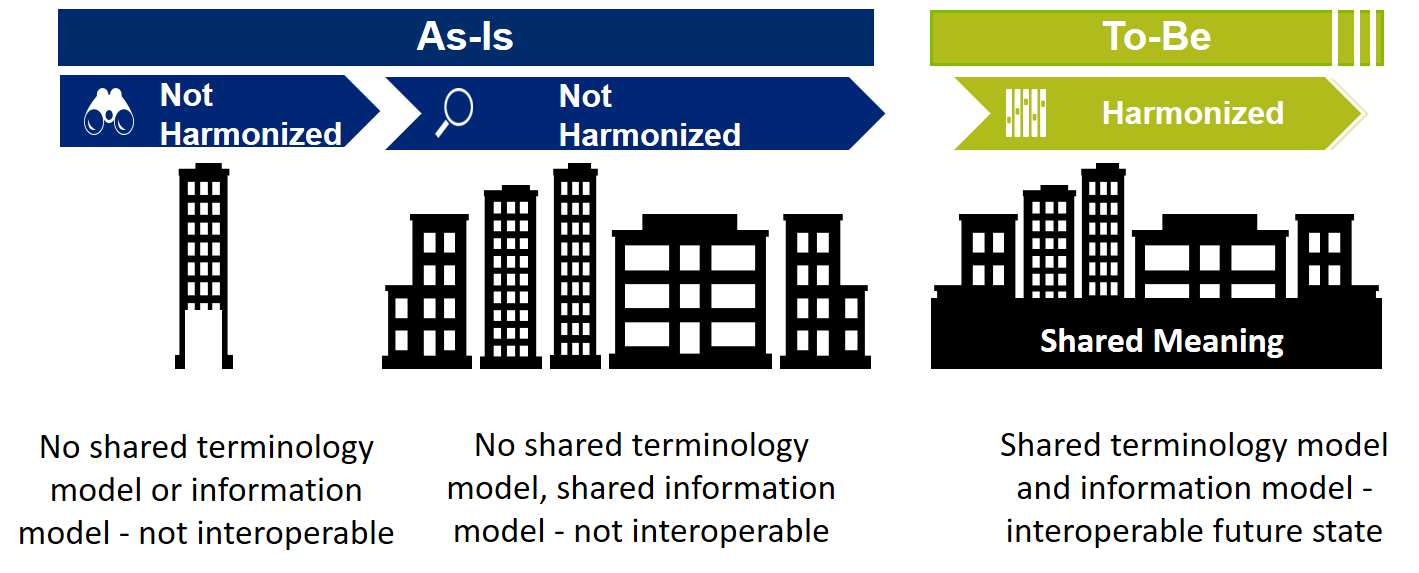 As-Is
To-Be
Not
Harmonized
Not
Harmonized
Harmonized
Shared Meaning
No shared terminology
model or information
model - not interoperable
No shared terminology
model, shared information
model - not interoperable
Shared terminology model
and information model -
interoperable future state